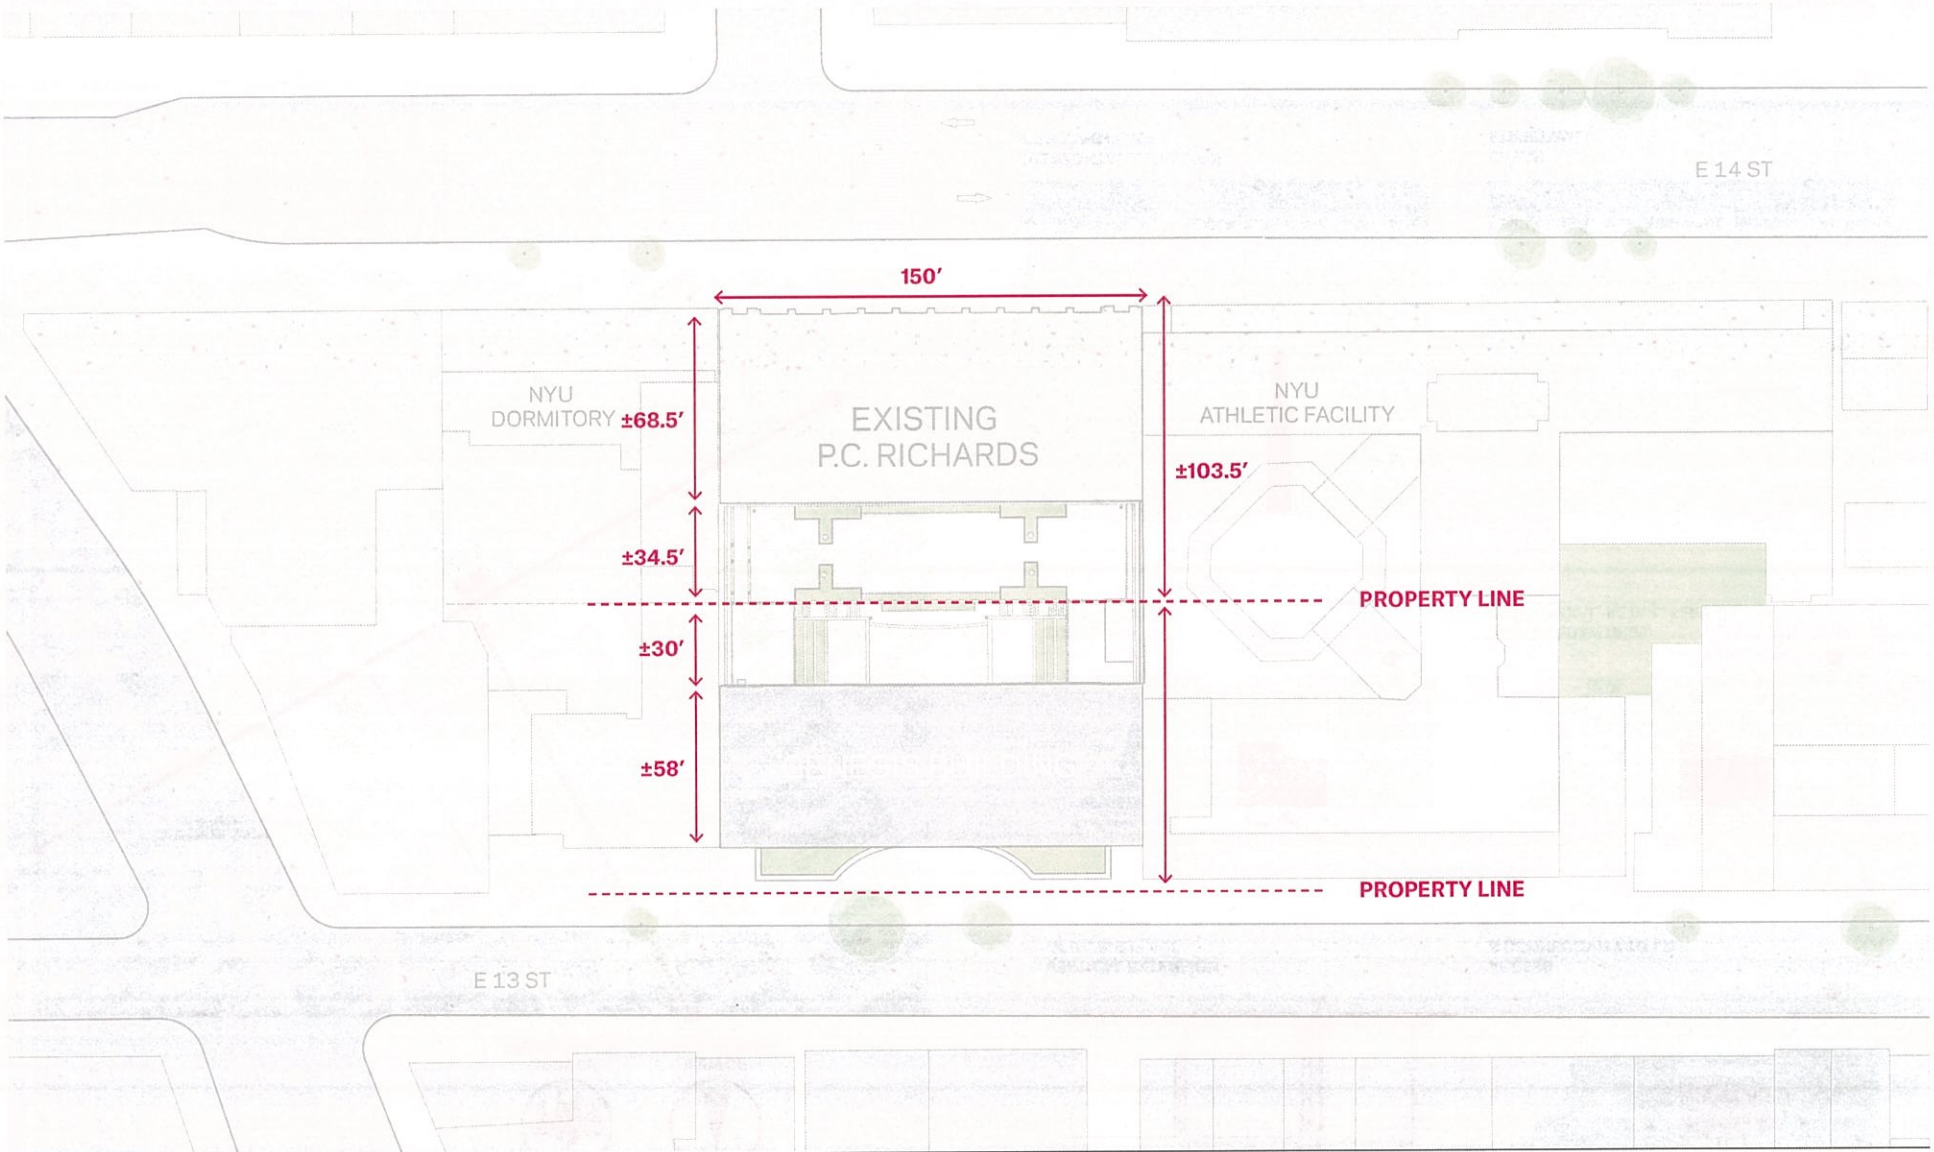 E 14 ST
150′
NYU
DORMITORY
±68.5′
EXISTING
P.C. RICHARDS
NYU
ATHLETIC FACILITY
±103.5′
±34.5′
PROPERTY LINE
±30′
±58′
PROPERTY LINE
E 13 ST